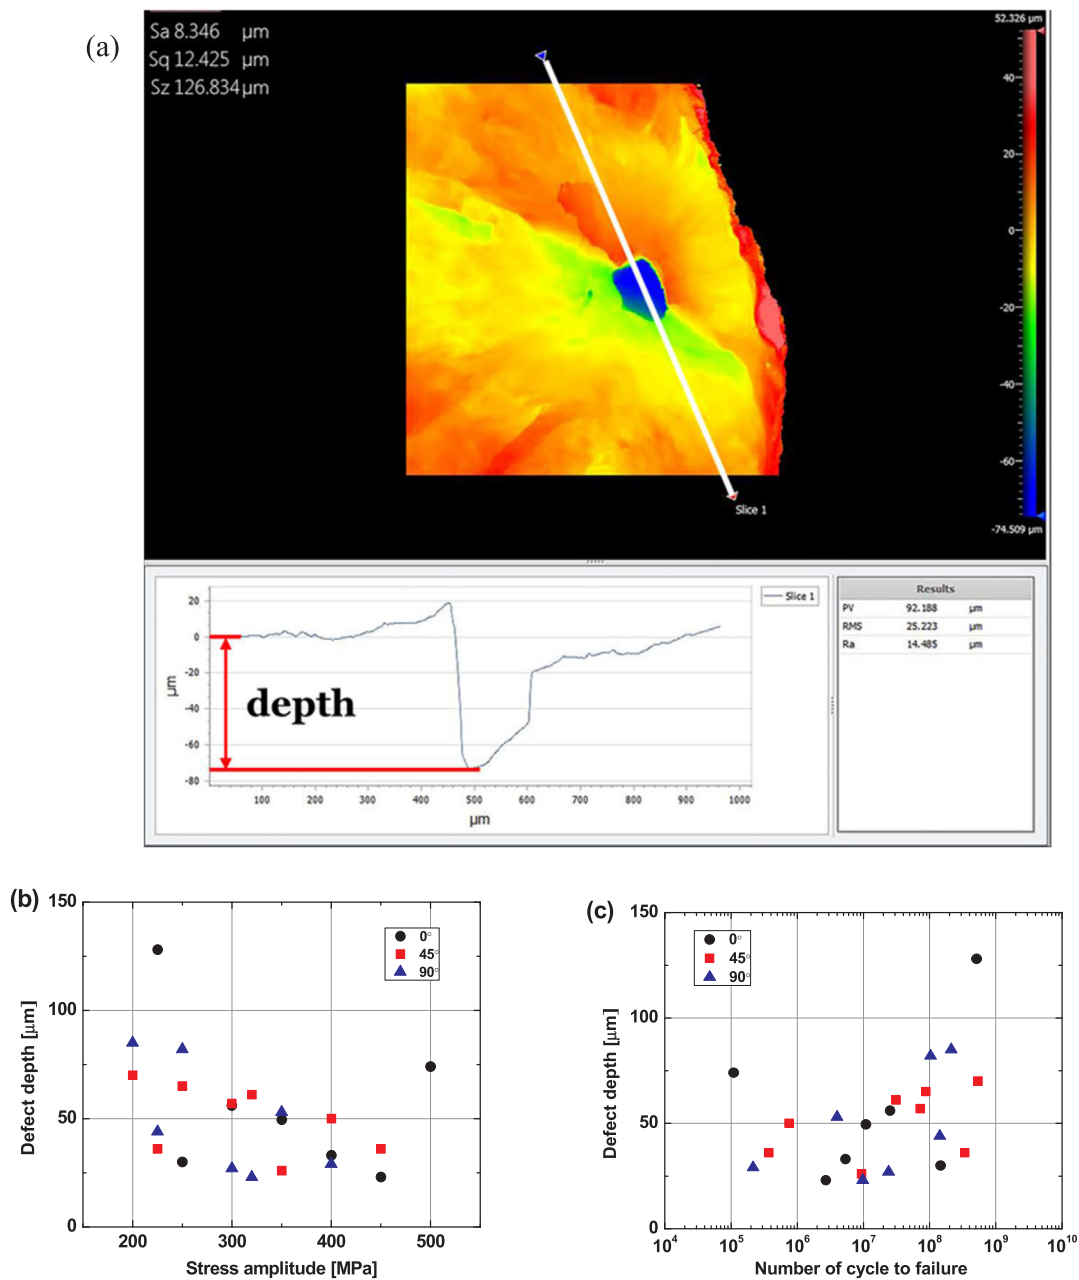 (a)
Sa 8.346 µm
Sq 12.425 µm
Sz 126.834 µm
52.326 µm
40
20
0
-20
-40
-60
-74.509 µm
Slice 1
20
0
-20
-40
-60
-80
µm
depth
100 200 300 400 500 600 700 800 900 1000
µm
Slice 1
Results
PV 92.188 µm
RMS 25.223 µm
Ra 14.485 µm
(b)
150
100
50
0
Defect depth [µm]
0°
45°
90°
200 300 400 500
Stress amplitude [MPa]
(c)
150
100
50
0
Defect depth [µm]
0°
45°
90°
10⁴ 10⁵ 10⁶ 10⁷ 10⁸ 10⁹ 10¹⁰
Number of cycle to failure